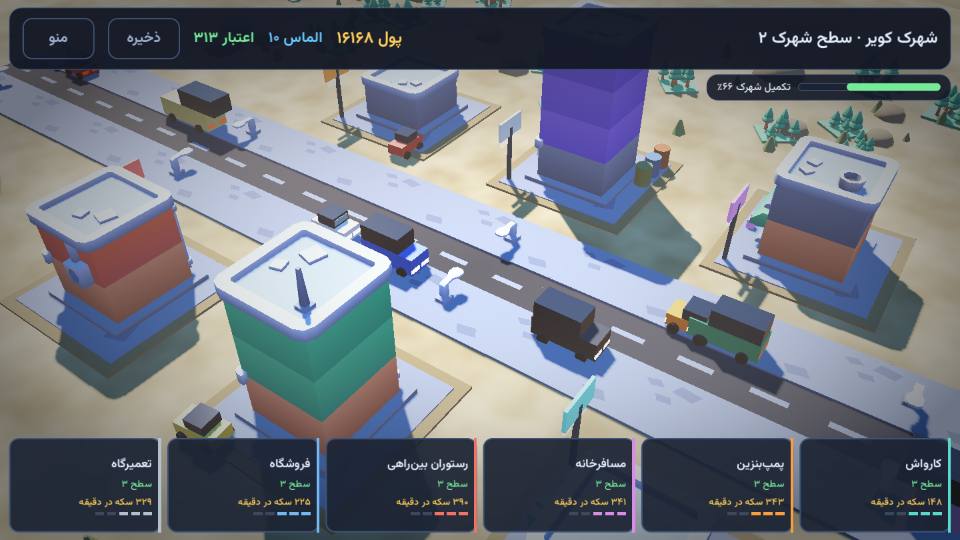 شهرک کویر · سطح شهرک ۲
پول ۱۶۱۶۸ الماس ۱۰ اعتبار ۳۱۳
ذخیره
منو
تکمیل شهرک ۶۶٪
کارواش
سطح ۳
۱۴۸ سکه در دقیقه
پمپ‌بنزین
سطح ۳
۳۴۳ سکه در دقیقه
مسافرخانه
سطح ۳
۳۴۱ سکه در دقیقه
رستوران بین‌راهی
سطح ۳
۳۹۰ سکه در دقیقه
فروشگاه
سطح ۳
۲۲۵ سکه در دقیقه
تعمیرگاه
سطح ۳
۳۲۹ سکه در دقیقه